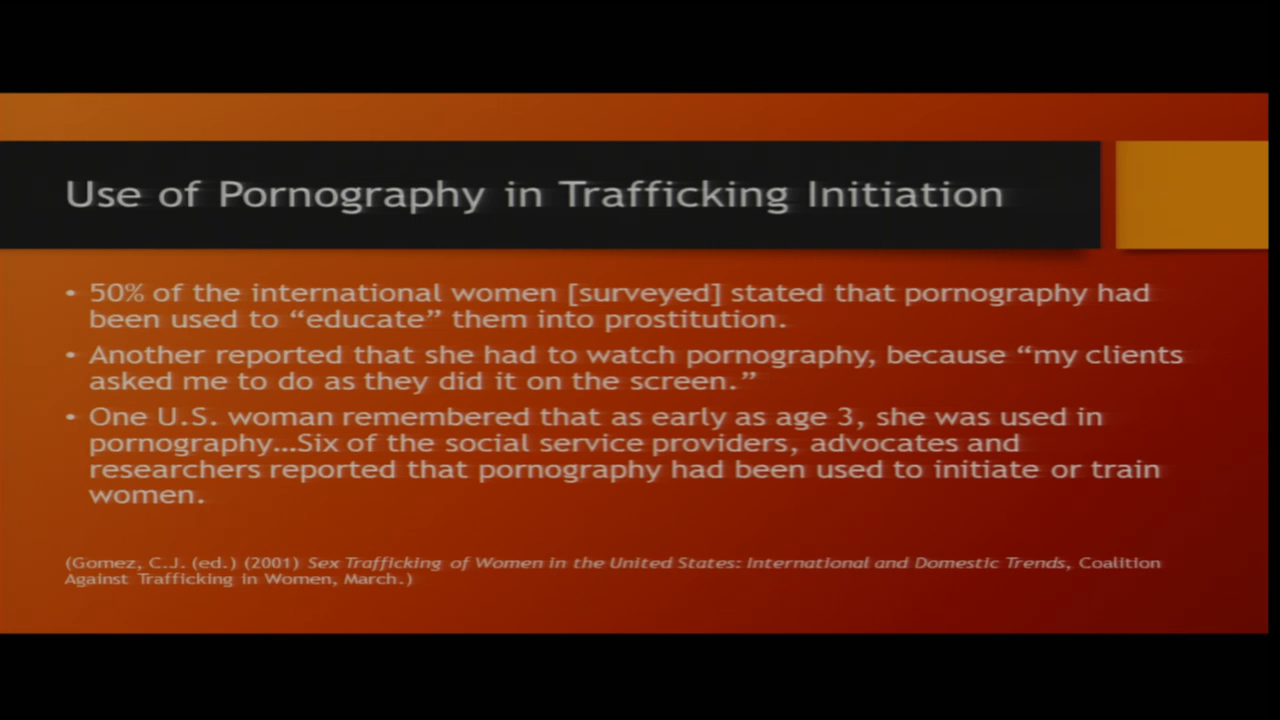 Use of Pornography in Trafficking Initiation
• 50% of the international women [surveyed] stated that pornography had
been used to “educate” them into prostitution.
• Another reported that she had to watch pornography, because “my clients
asked me to do as they did it on the screen.”
• One U.S. woman remembered that as early as age 3, she was used in
pornography…Six of the social service providers, advocates and
researchers reported that pornography had been used to initiate or train
women.
(Gomez, C.J. (ed.) (2001) Sex Trafficking of Women in the United States: International and Domestic Trends, Coalition
Against Trafficking in Women, March.)